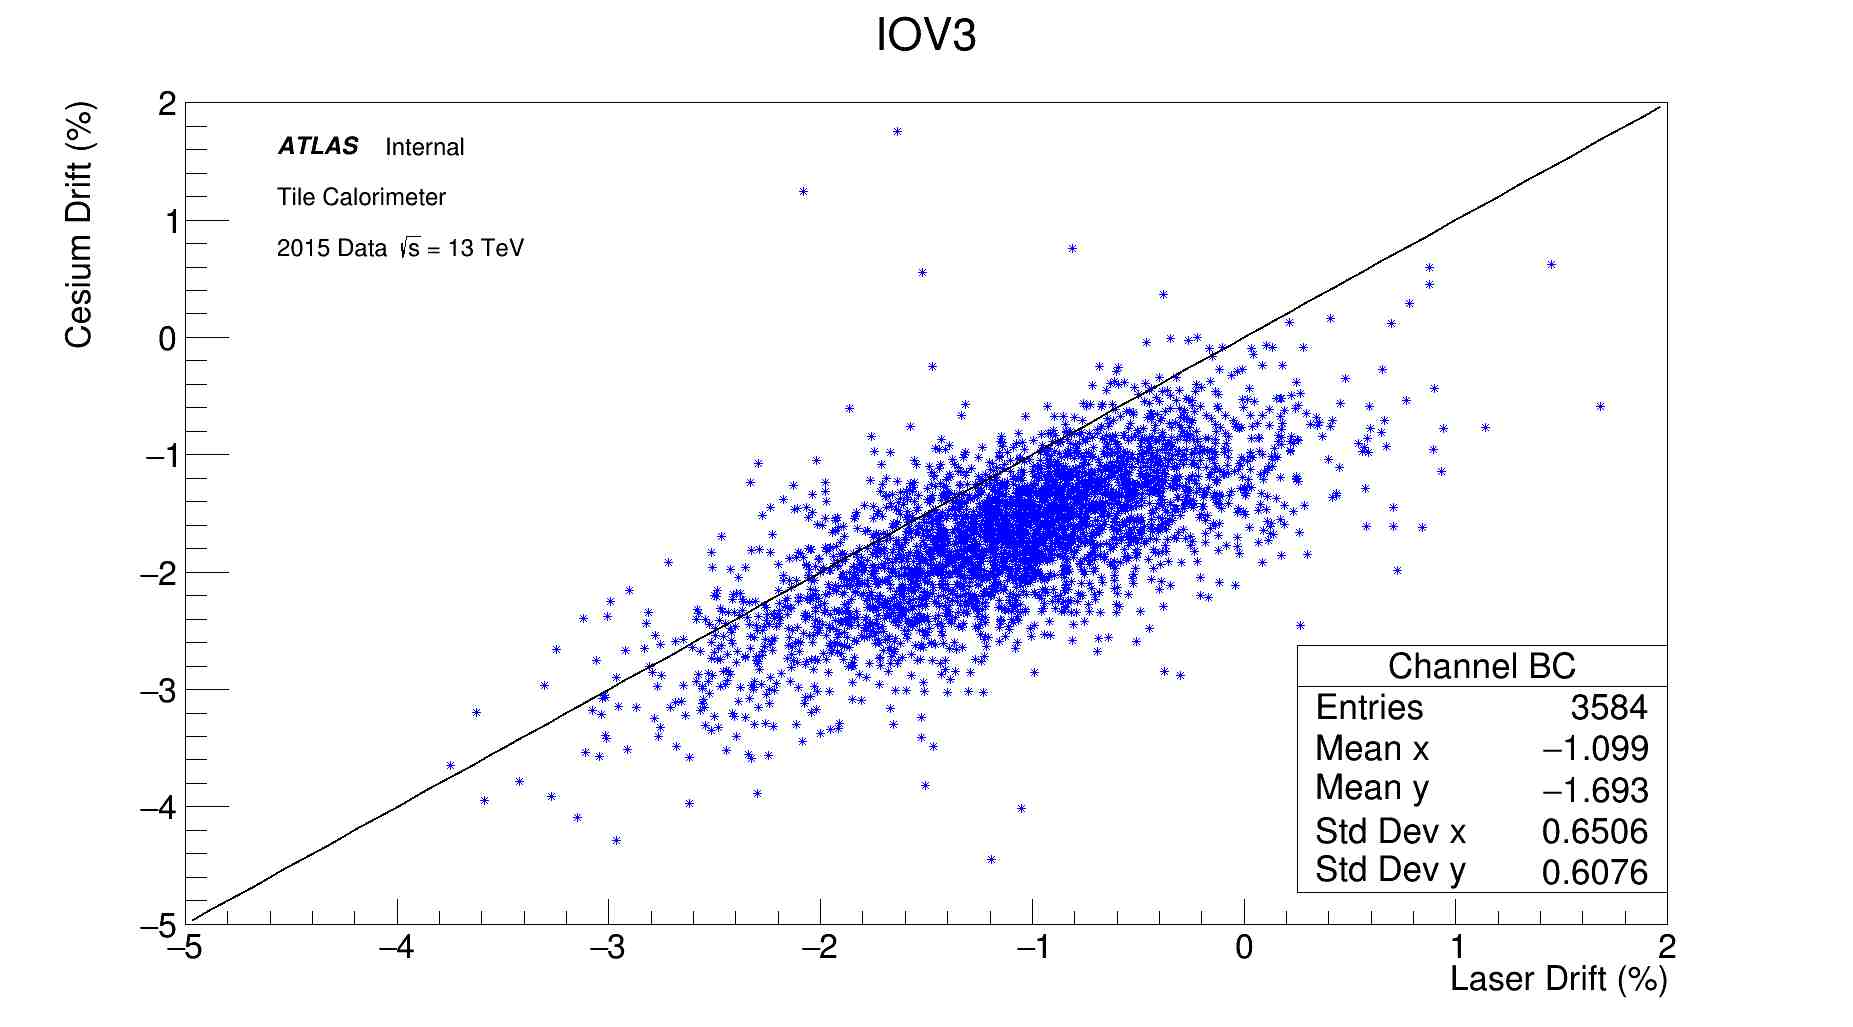 IOV3
Cesium Drift (%)
ATLAS Internal
Tile Calorimeter
2015 Data √s = 13 TeV
2
1
0
−1
−2
−3
−4
−5
Channel BC
Entries 3584
Mean x −1.099
Mean y −1.693
Std Dev x 0.6506
Std Dev y 0.6076
−5 −4 −3 −2 −1 0 1 2
Laser Drift (%)